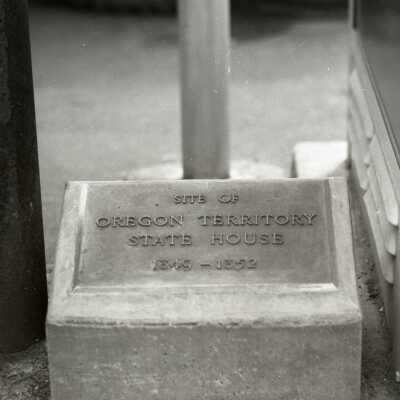 SITE OF
OREGON TERRITORY
STATE HOUSE
1849 - 1852